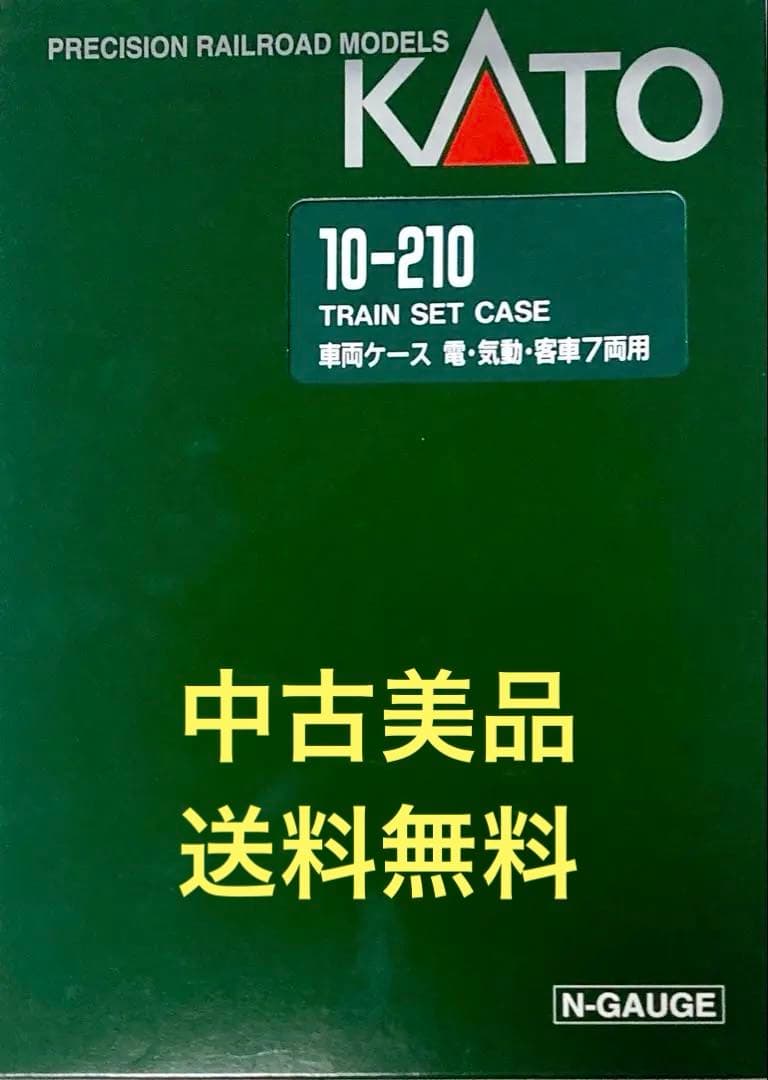 PRECISION RAILROAD MODELS
KATO
10-210
TRAIN SET CASE
車両ケース 電・気動・客車7両用
中古美品
送料無料
N-GAUGE